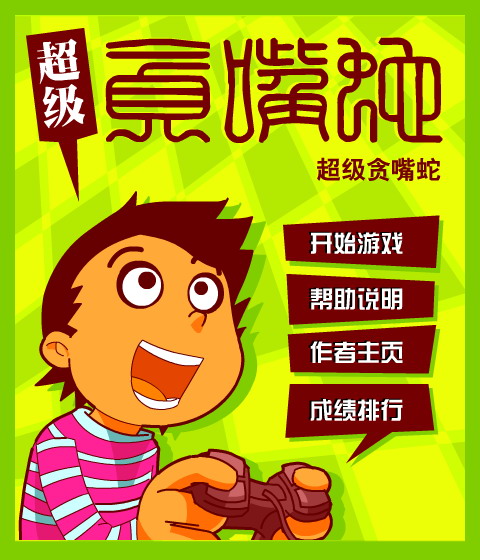 超级
贪嘴蛇
超级贪嘴蛇
开始游戏
帮助说明
作者主页
成绩排行